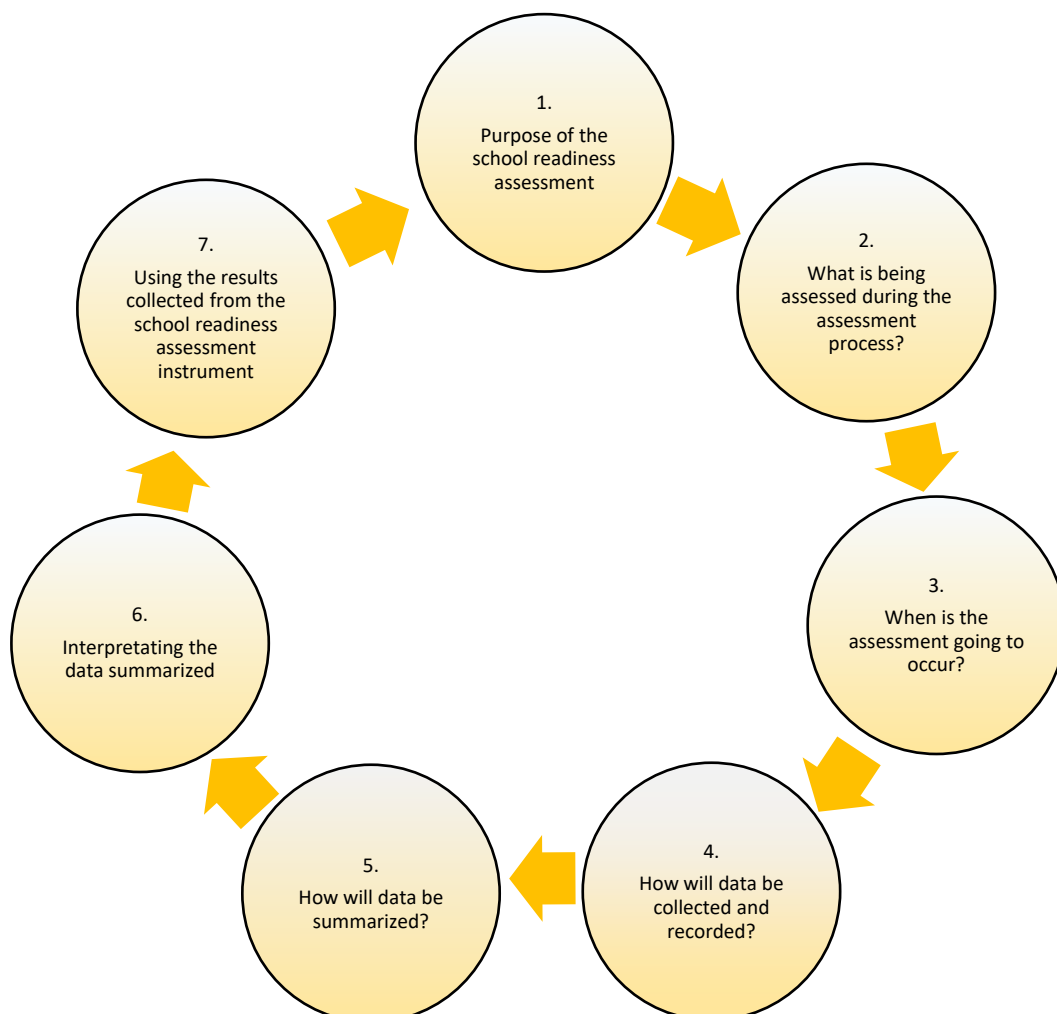 1.
Purpose of the
school readiness
assessment
2.
What is being
assessed during the
assessment
process?
3.
When is the
assessment going to
occur?
4.
How will data be
collected and
recorded?
5.
How will data be
summarized?
6.
Interpretating the
data summarized
7.
Using the results
collected from the
school readiness
assessment
instrument